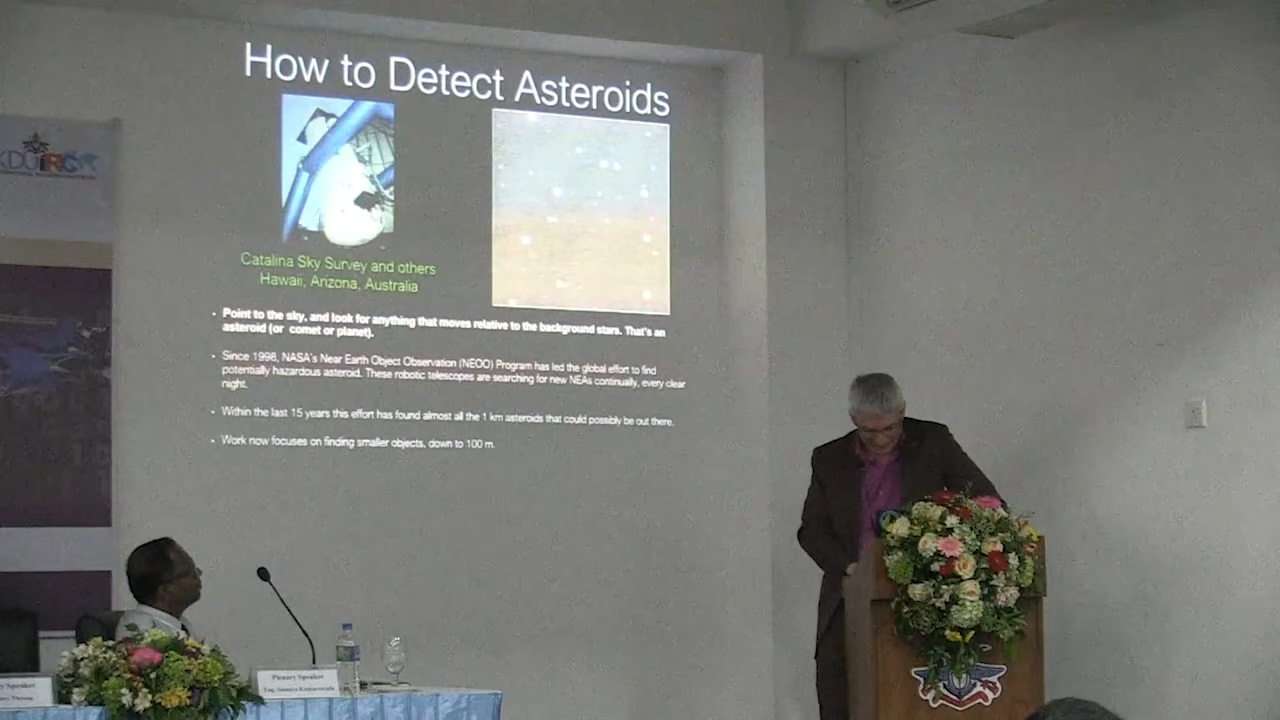 How to Detect Asteroids
Catalina Sky Survey and others
Hawaii, Arizona, Australia
• Point to the sky, and look for anything that moves relative to the background stars. That's an
asteroid (or comet or planet).
• Since 1998, NASA's Near Earth Object Observation (NEOO) Program has led the global effort to find
potentially hazardous asteroid. These robotic telescopes are searching for new NEAs continually, every clear
night.
• Within the last 15 years this effort has found almost all the 1 km asteroids that could possibly be out there.
• Work now focuses on finding smaller objects, down to 100 m.
KDU IRC
Plenary Speaker
Speaker